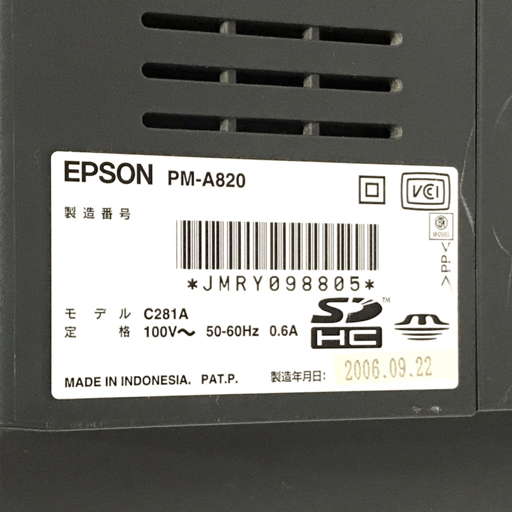 EPSON PM-A820
VCI
製造番号
*JMRY098805*
>PP<
モデル C281A
定格 100V～ 50-60Hz 0.6A
SD HC ™
MADE IN INDONESIA. PAT.P.
製造年月日: 2006.09.22